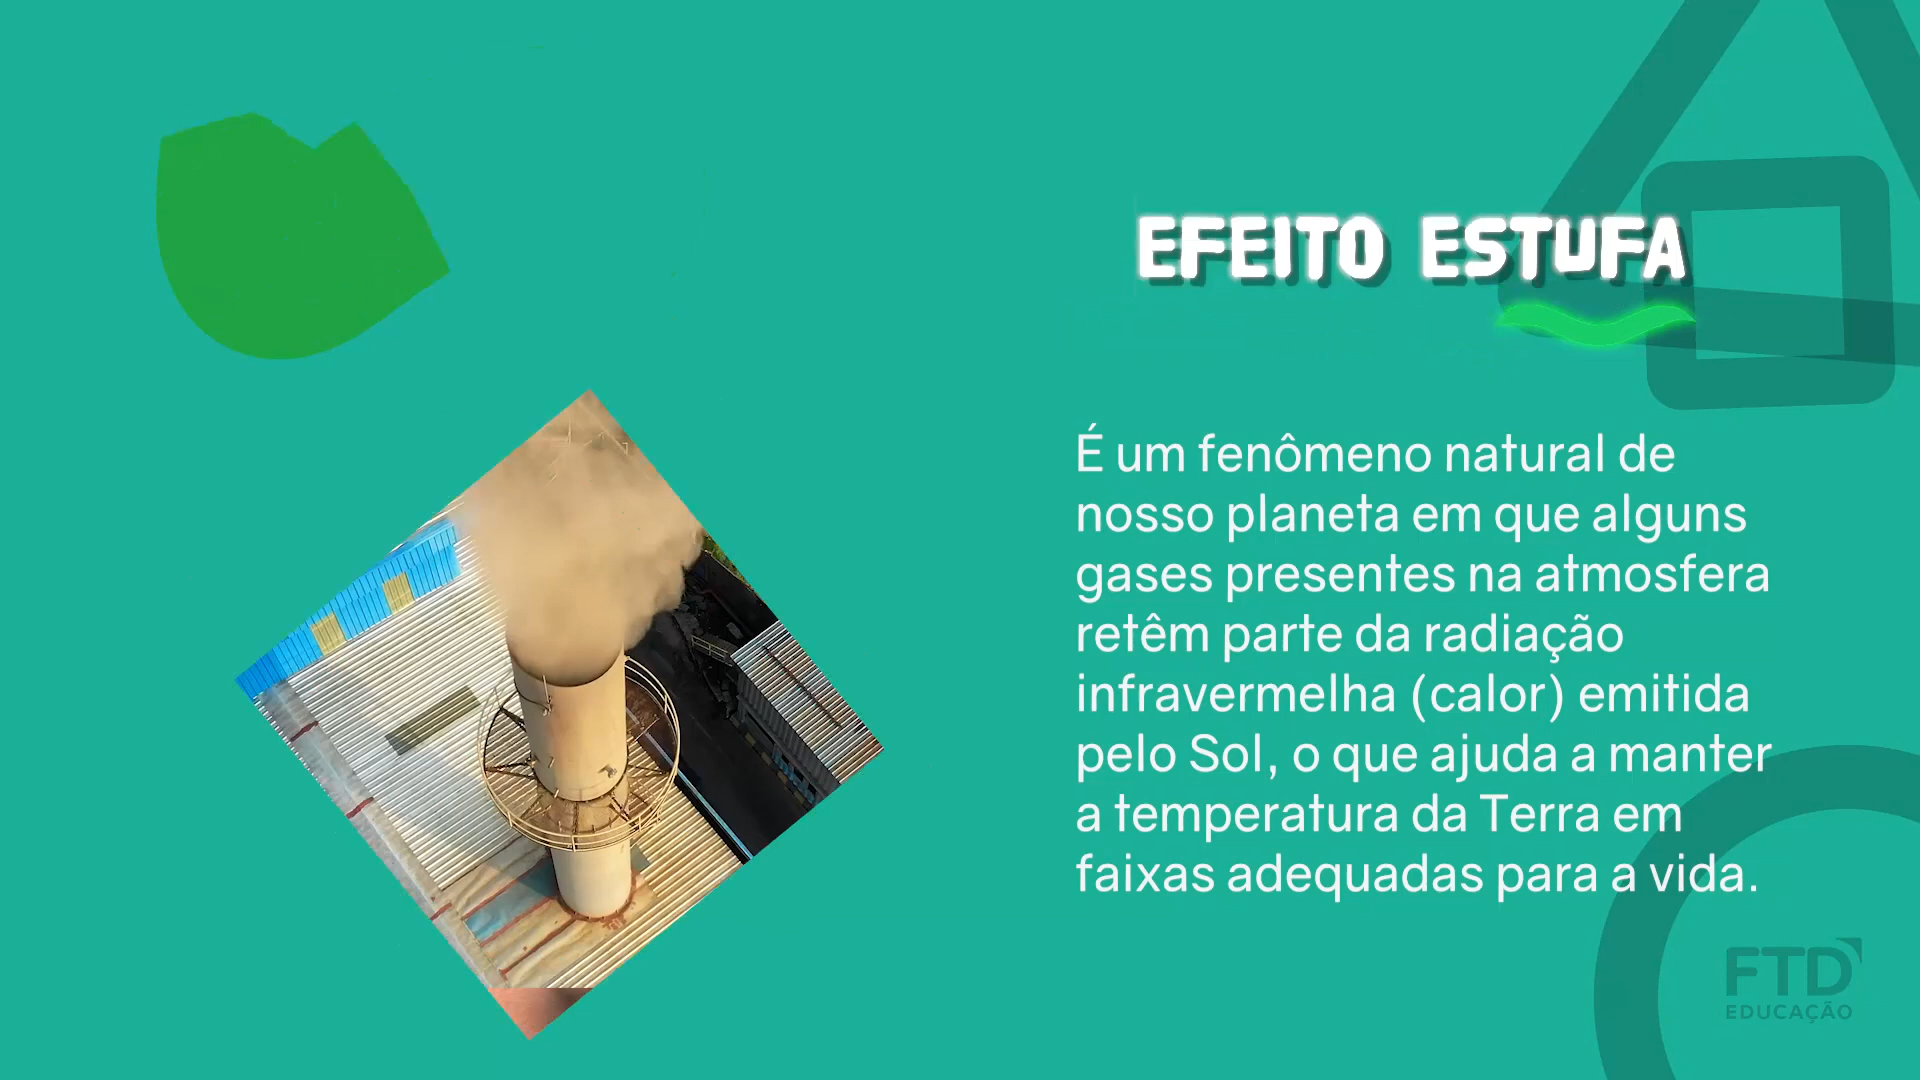 EFEITO ESTUFA
É um fenômeno natural de
nosso planeta em que alguns
gases presentes na atmosfera
retêm parte da radiação
infravermelha (calor) emitida
pelo Sol, o que ajuda a manter
a temperatura da Terra em
faixas adequadas para a vida.
FTD
EDUCAÇÃO